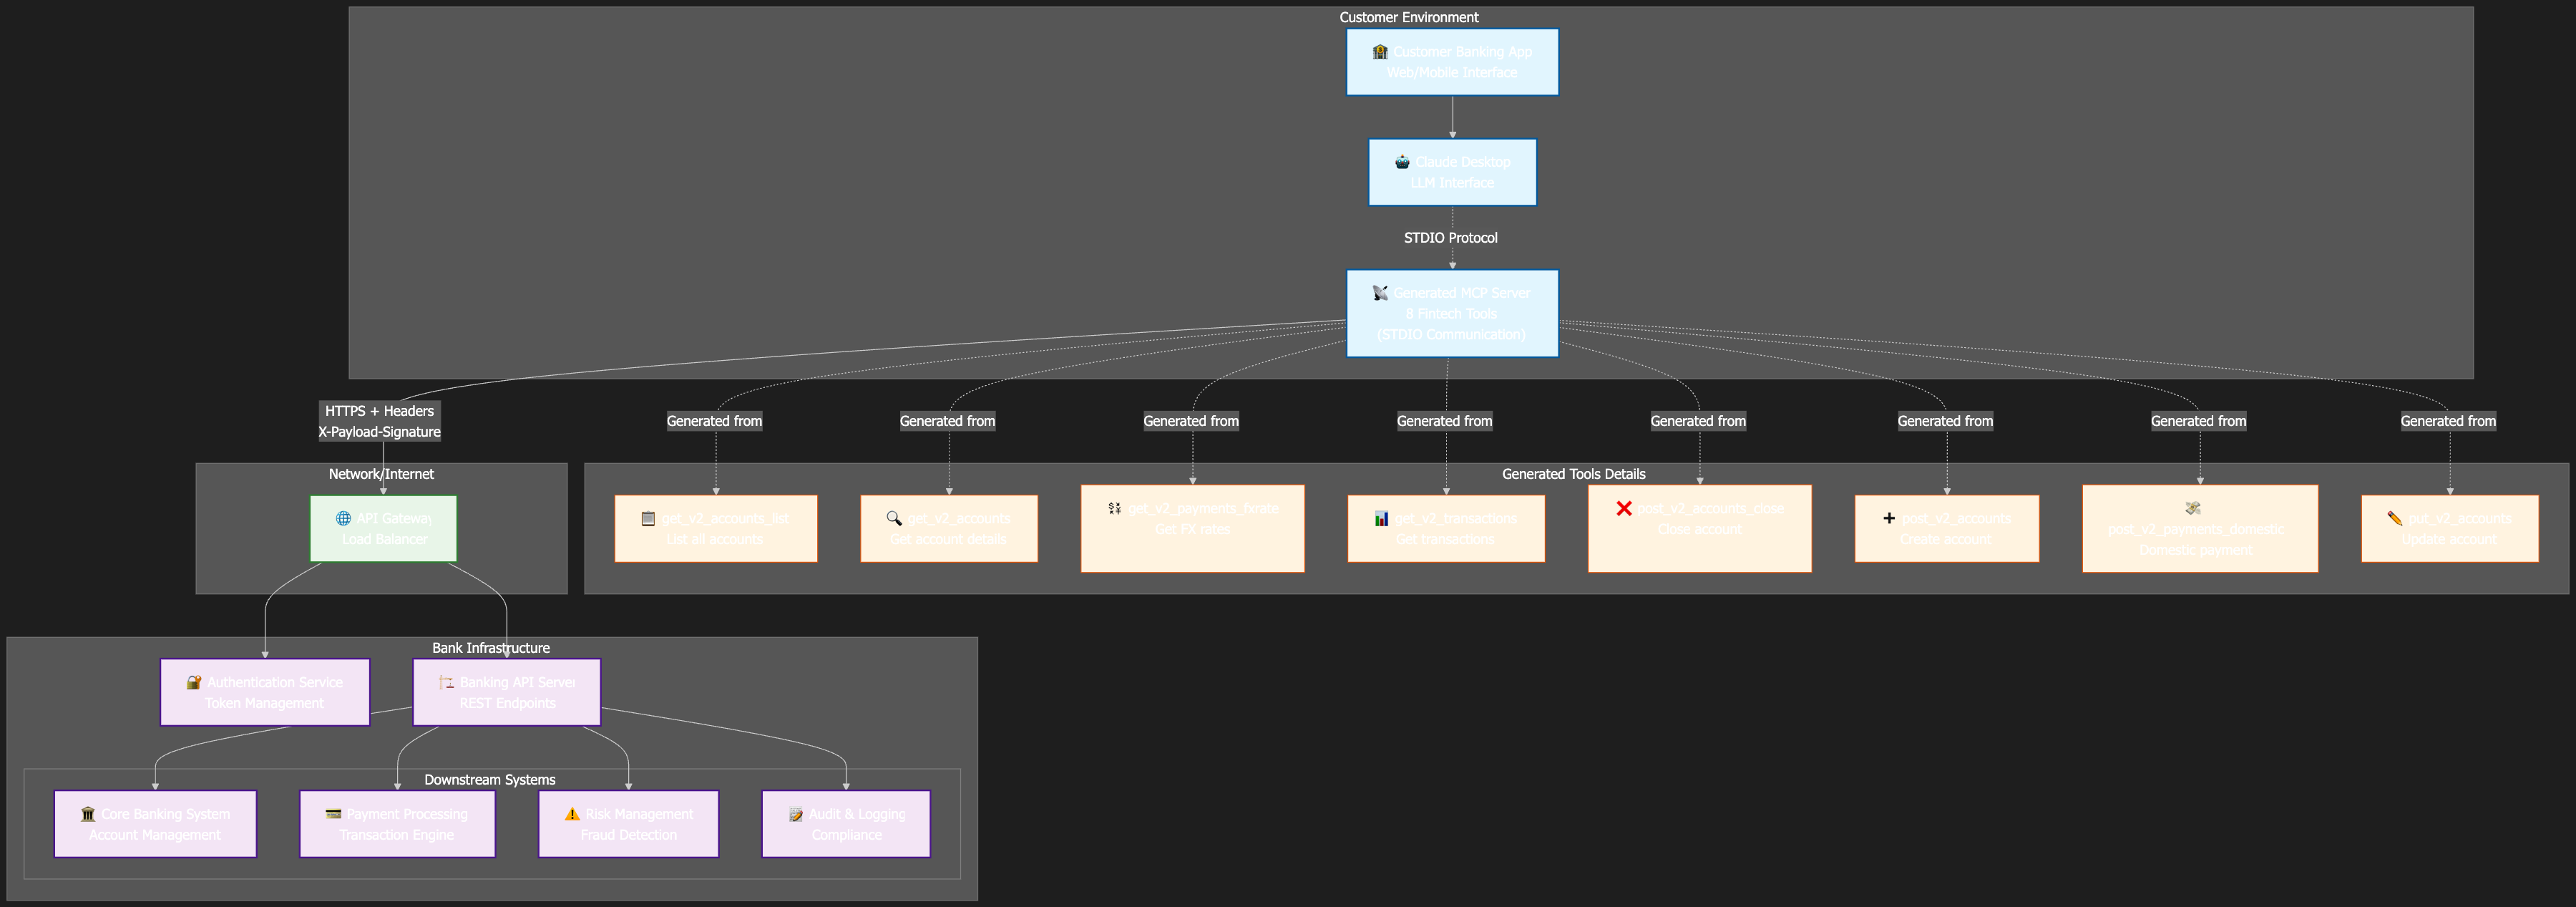 Customer Environment
Customer Banking App
Web/Mobile Interface
Claude Desktop
LLM Interface
STDIO Protocol
Generated MCP Server
8 Fintech Tools
(STDIO Communication)
HTTPS + Headers
X-Payload-Signature
Generated from
Generated from
Generated from
Generated from
Generated from
Generated from
Generated from
Generated from
Network/Internet
API Gateway
Load Balancer
Generated Tools Details
get_v2_accounts_list
List all accounts
get_v2_accounts
Get account details
get_v2_payments_fxrate
Get FX rates
get_v2_transactions
Get transactions
post_v2_accounts_close
Close account
post_v2_accounts
Create account
post_v2_payments_domestic
Domestic payment
put_v2_accounts
Update account
Bank Infrastructure
Authentication Service
Token Management
Banking API Server
REST Endpoints
Downstream Systems
Core Banking System
Account Management
Payment Processing
Transaction Engine
Risk Management
Fraud Detection
Audit & Logging
Compliance